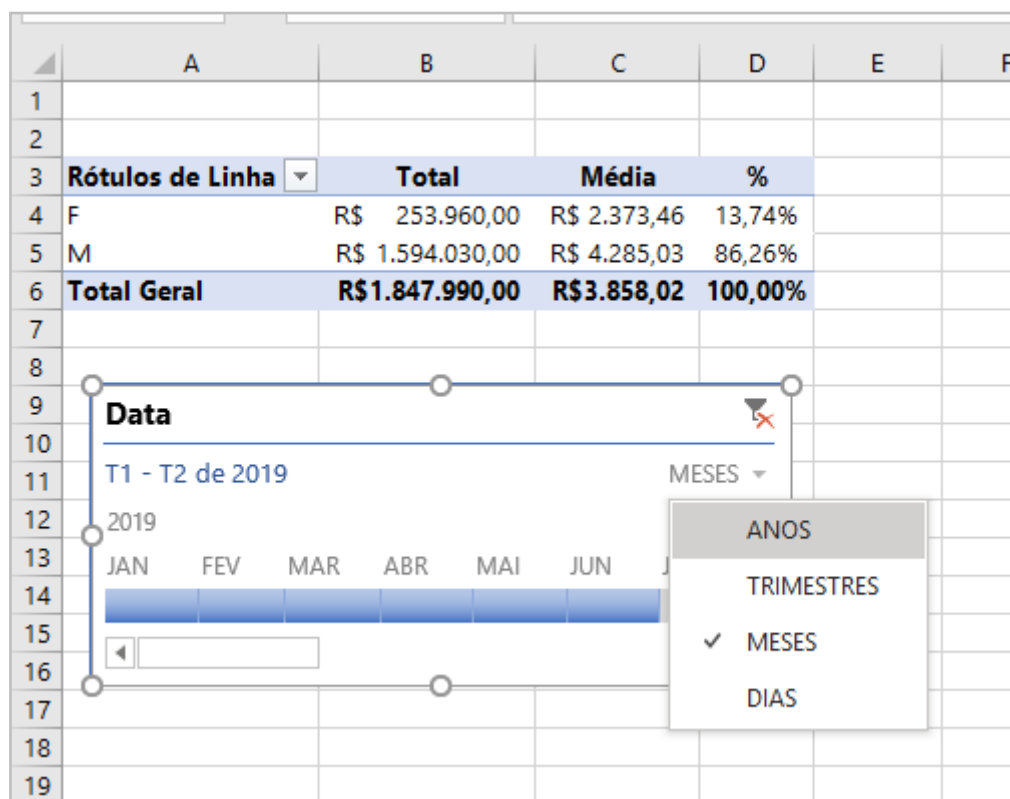 A B C D E F
1
2
3 Rótulos de Linha Total Média %
4 F R$ 253.960,00 R$ 2.373,46 13,74%
5 M R$ 1.594.030,00 R$ 4.285,03 86,26%
6 Total Geral R$1.847.990,00 R$3.858,02 100,00%
7
8
9 Data
10
11 T1 - T2 de 2019 MESES
12 2019 ANOS
13 JAN FEV MAR ABR MAI JUN J
14 TRIMESTRES
15 MESES
16
17 DIAS
18
19